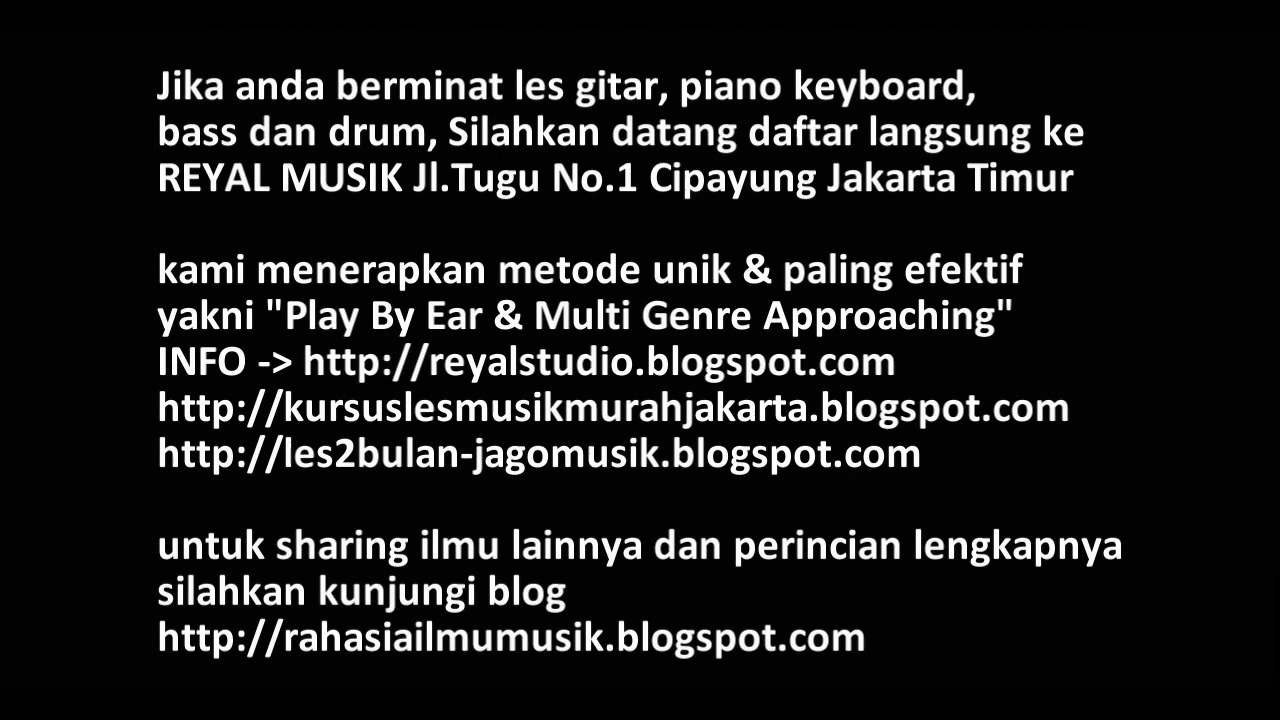 Jika anda berminat les gitar, piano keyboard,
bass dan drum, Silahkan datang daftar langsung ke
REYAL MUSIK Jl.Tugu No.1 Cipayung Jakarta Timur
kami menerapkan metode unik & paling efektif
yakni "Play By Ear & Multi Genre Approaching"
INFO -> http://reyalstudio.blogspot.com
http://kursuslesmusikmurahjakarta.blogspot.com
http://les2bulan-jagomusik.blogspot.com
untuk sharing ilmu lainnya dan perincian lengkapnya
silahkan kunjungi blog
http://rahasiailmumusik.blogspot.com